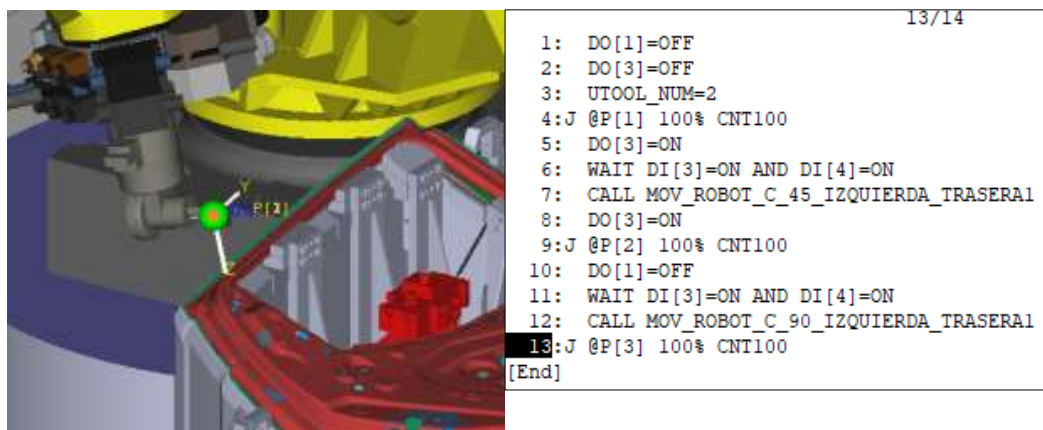 Y
13/14
1: DO[1]=OFF
2: DO[3]=OFF
3: UTOOL_NUM=2
4:J @P[1] 100% CNT100
5: DO[3]=ON
6: WAIT DI[3]=ON AND DI[4]=ON
7: CALL MOV_ROBOT_C_45_IZQUIERDA_TRASERA1
8: DO[3]=ON
9:J @P[2] 100% CNT100
10: DO[1]=OFF
11: WAIT DI[3]=ON AND DI[4]=ON
12: CALL MOV_ROBOT_C_90_IZQUIERDA_TRASERA1
13:J @P[3] 100% CNT100
[End]